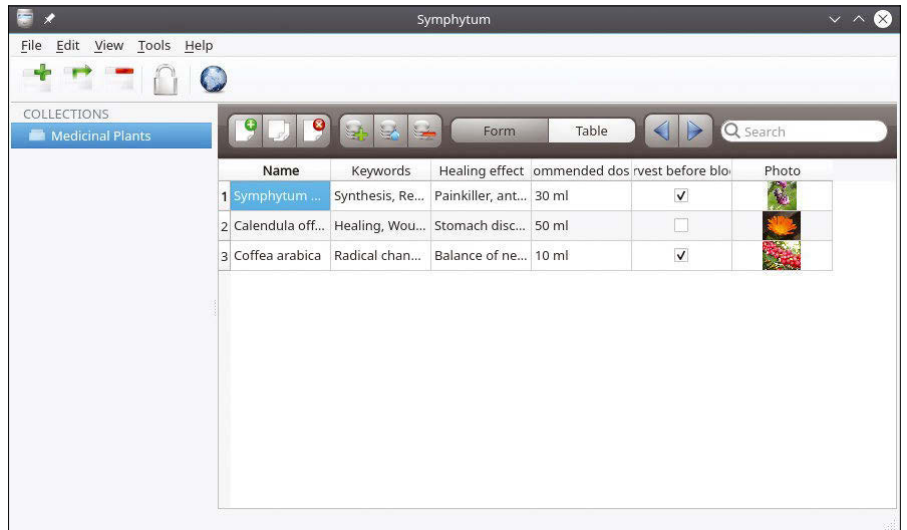 Symphytum
File Edit View Tools Help
COLLECTIONS
Medicinal Plants
Form Table Search
Name Keywords Healing effect ommended dos rvest before bloo Photo
1 Symphytum ... Synthesis, Re... Painkiller, ant... 30 ml
2 Calendula off... Healing, Wou... Stomach disc... 50 ml
3 Coffea arabica Radical chan... Balance of ne... 10 ml